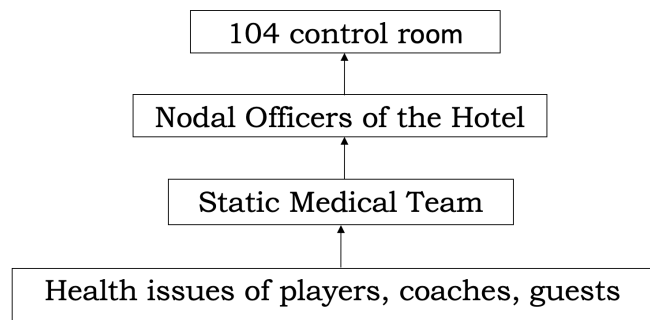 104 control room
Nodal Officers of the Hotel
Static Medical Team
Health issues of players, coaches, guests